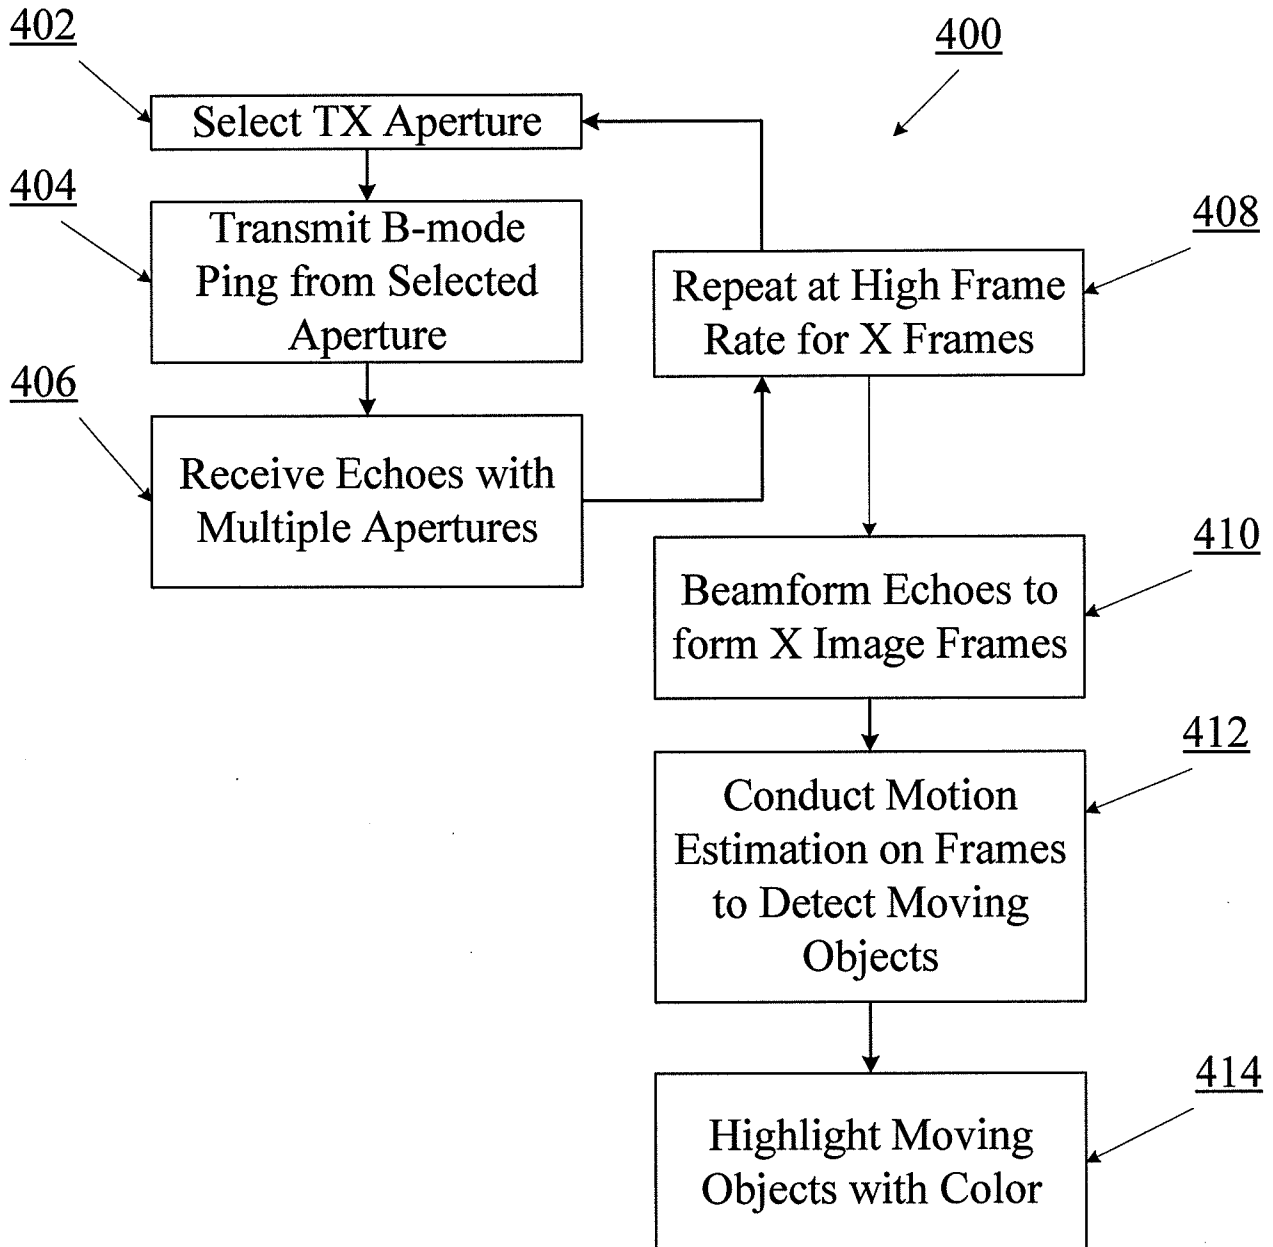 402
400
Select TX Aperture
404
Transmit B-mode
Ping from Selected
Aperture
408
Repeat at High Frame
Rate for X Frames
406
Receive Echoes with
Multiple Apertures
410
Beamform Echoes to
form X Image Frames
412
Conduct Motion
Estimation on Frames
to Detect Moving
Objects
414
Highlight Moving
Objects with Color